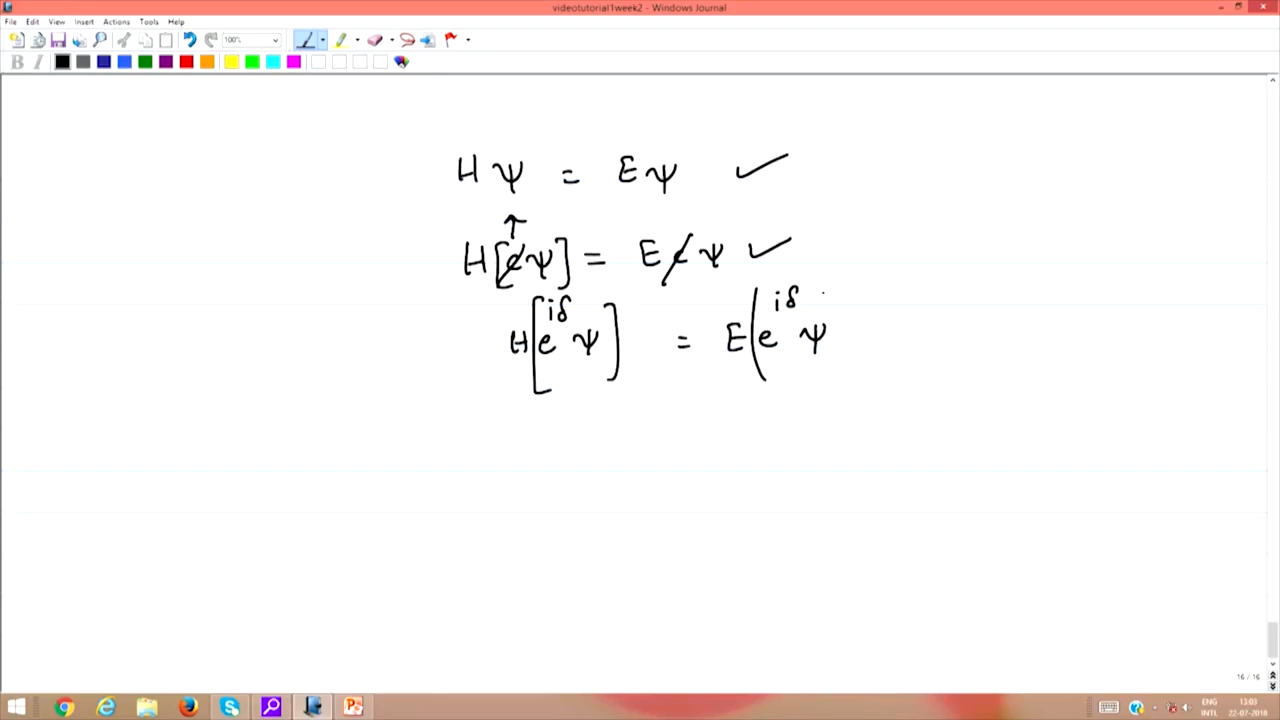 videotutorial1week2 - Windows Journal
File Edit View Insert Actions Tools Help
100%
B I
Hψ = Eψ ✓
↑
H[cψ] = E c ψ ✓
H[e^{iδ} ψ] = E(e^{iδ} ψ
16 / 16
ENG 13:03
INTL 22-07-2018